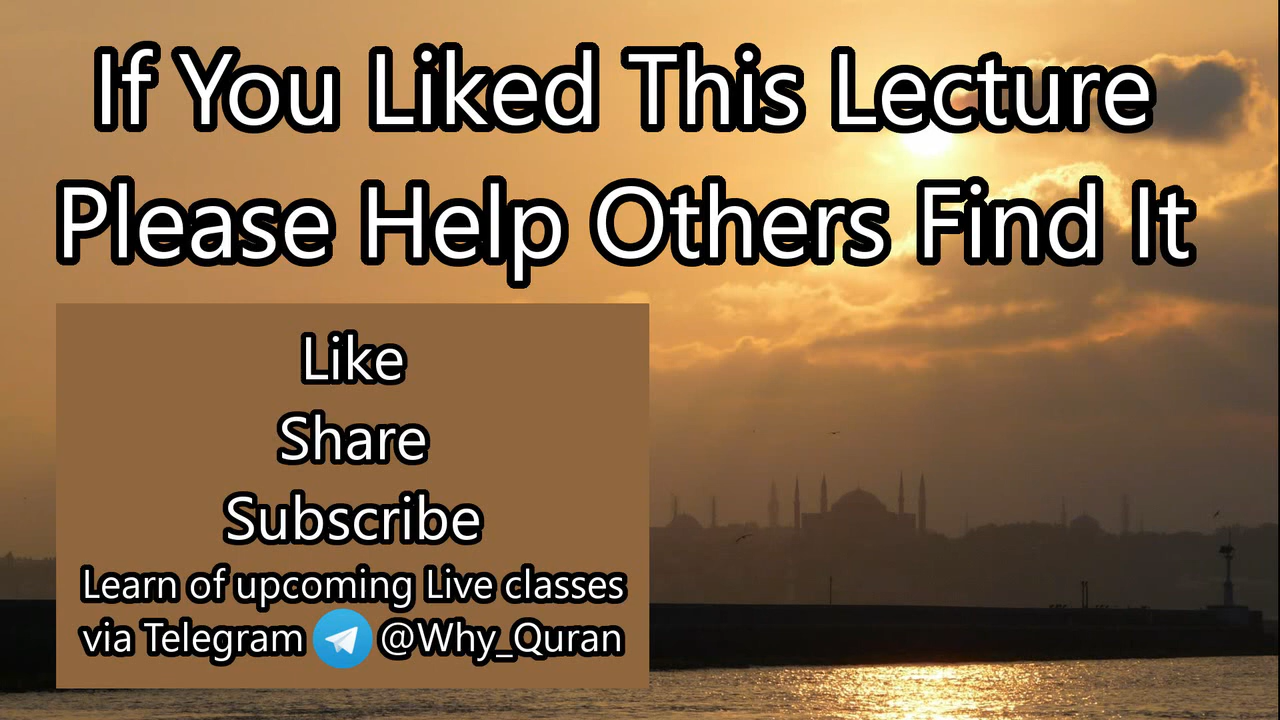 If You Liked This Lecture
Please Help Others Find It
Like
Share
Subscribe
Learn of upcoming Live classes
via Telegram @Why_Quran